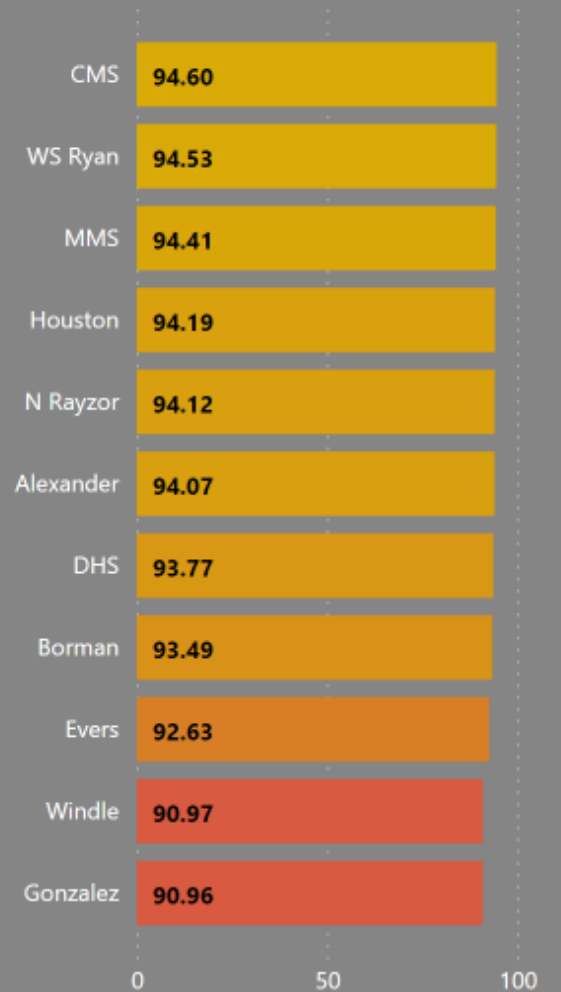 CMS 94.60
WS Ryan 94.53
MMS 94.41
Houston 94.19
N Rayzor 94.12
Alexander 94.07
DHS 93.77
Borman 93.49
Evers 92.63
Windle 90.97
Gonzalez 90.96
0 50 100